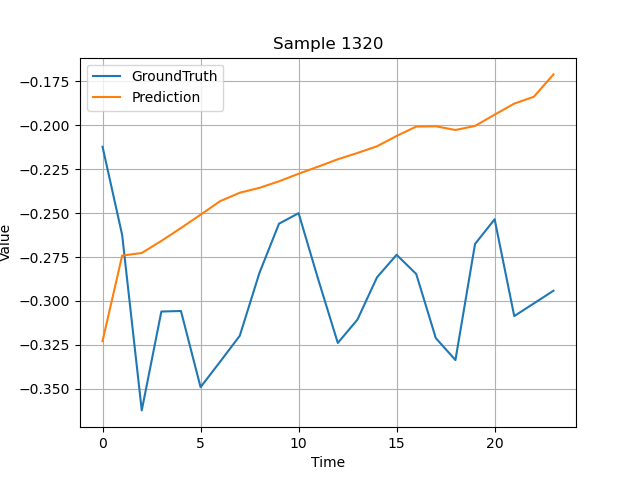 Sample 1320
GroundTruth
Prediction
−0.175
−0.200
−0.225
−0.250
−0.275
−0.300
−0.325
−0.350
Value
0 5 10 15 20
Time